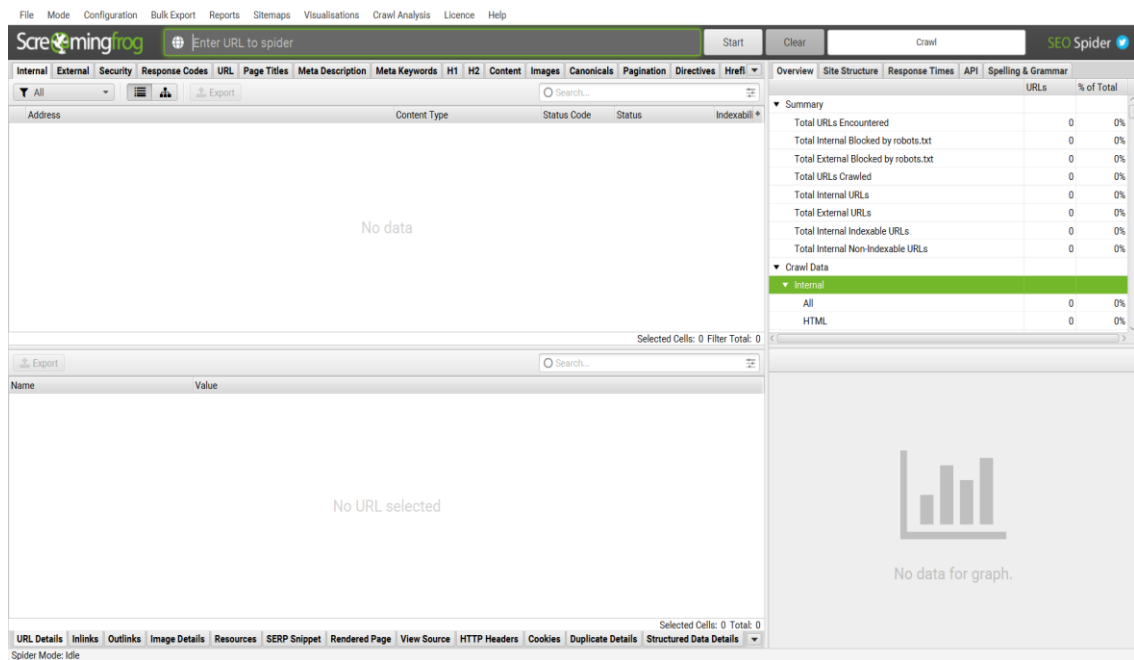 File Mode Configuration Bulk Export Reports Sitemaps Visualisations Crawl Analysis Licence Help
Screamingfrog Enter URL to spider Start Clear Crawl SEO Spider
Internal External Security Response Codes URL Page Titles Meta Description Meta Keywords H1 H2 Content Images Canonicals Pagination Directives Hrefl
All Export Search...
Address Content Type Status Code Status Indexabili
No data
Selected Cells: 0 Filter Total: 0
Export Search...
Name Value
No URL selected
Selected Cells: 0 Total: 0
URL Details Inlinks Outlinks Image Details Resources SERP Snippet Rendered Page View Source HTTP Headers Cookies Duplicate Details Structured Data Details
Spider Mode: Idle
Overview Site Structure Response Times API Spelling & Grammar
URLs % of Total
Summary
Total URLs Encountered 0 0%
Total Internal Blocked by robots.txt 0 0%
Total External Blocked by robots.txt 0 0%
Total URLs Crawled 0 0%
Total Internal URLs 0 0%
Total External URLs 0 0%
Total Internal Indexable URLs 0 0%
Total Internal Non-Indexable URLs 0 0%
Crawl Data
Internal
All 0 0%
HTML 0 0%
No data for graph.